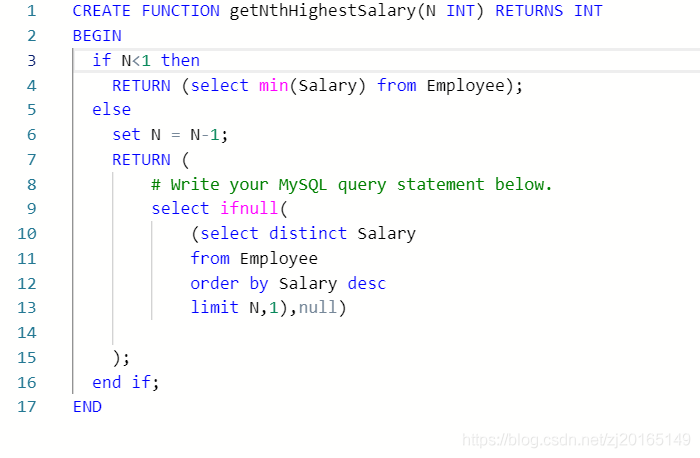 1 CREATE FUNCTION getNthHighestSalary(N INT) RETURNS INT
2 BEGIN
3 if N<1 then
4 RETURN (select min(Salary) from Employee);
5 else
6 set N = N-1;
7 RETURN (
8 # Write your MySQL query statement below.
9 select ifnull(
10 (select distinct Salary
11 from Employee
12 order by Salary desc
13 limit N,1),null)
14
15 );
16 end if;
17 END
https://blog.csdn.net/zj20165149